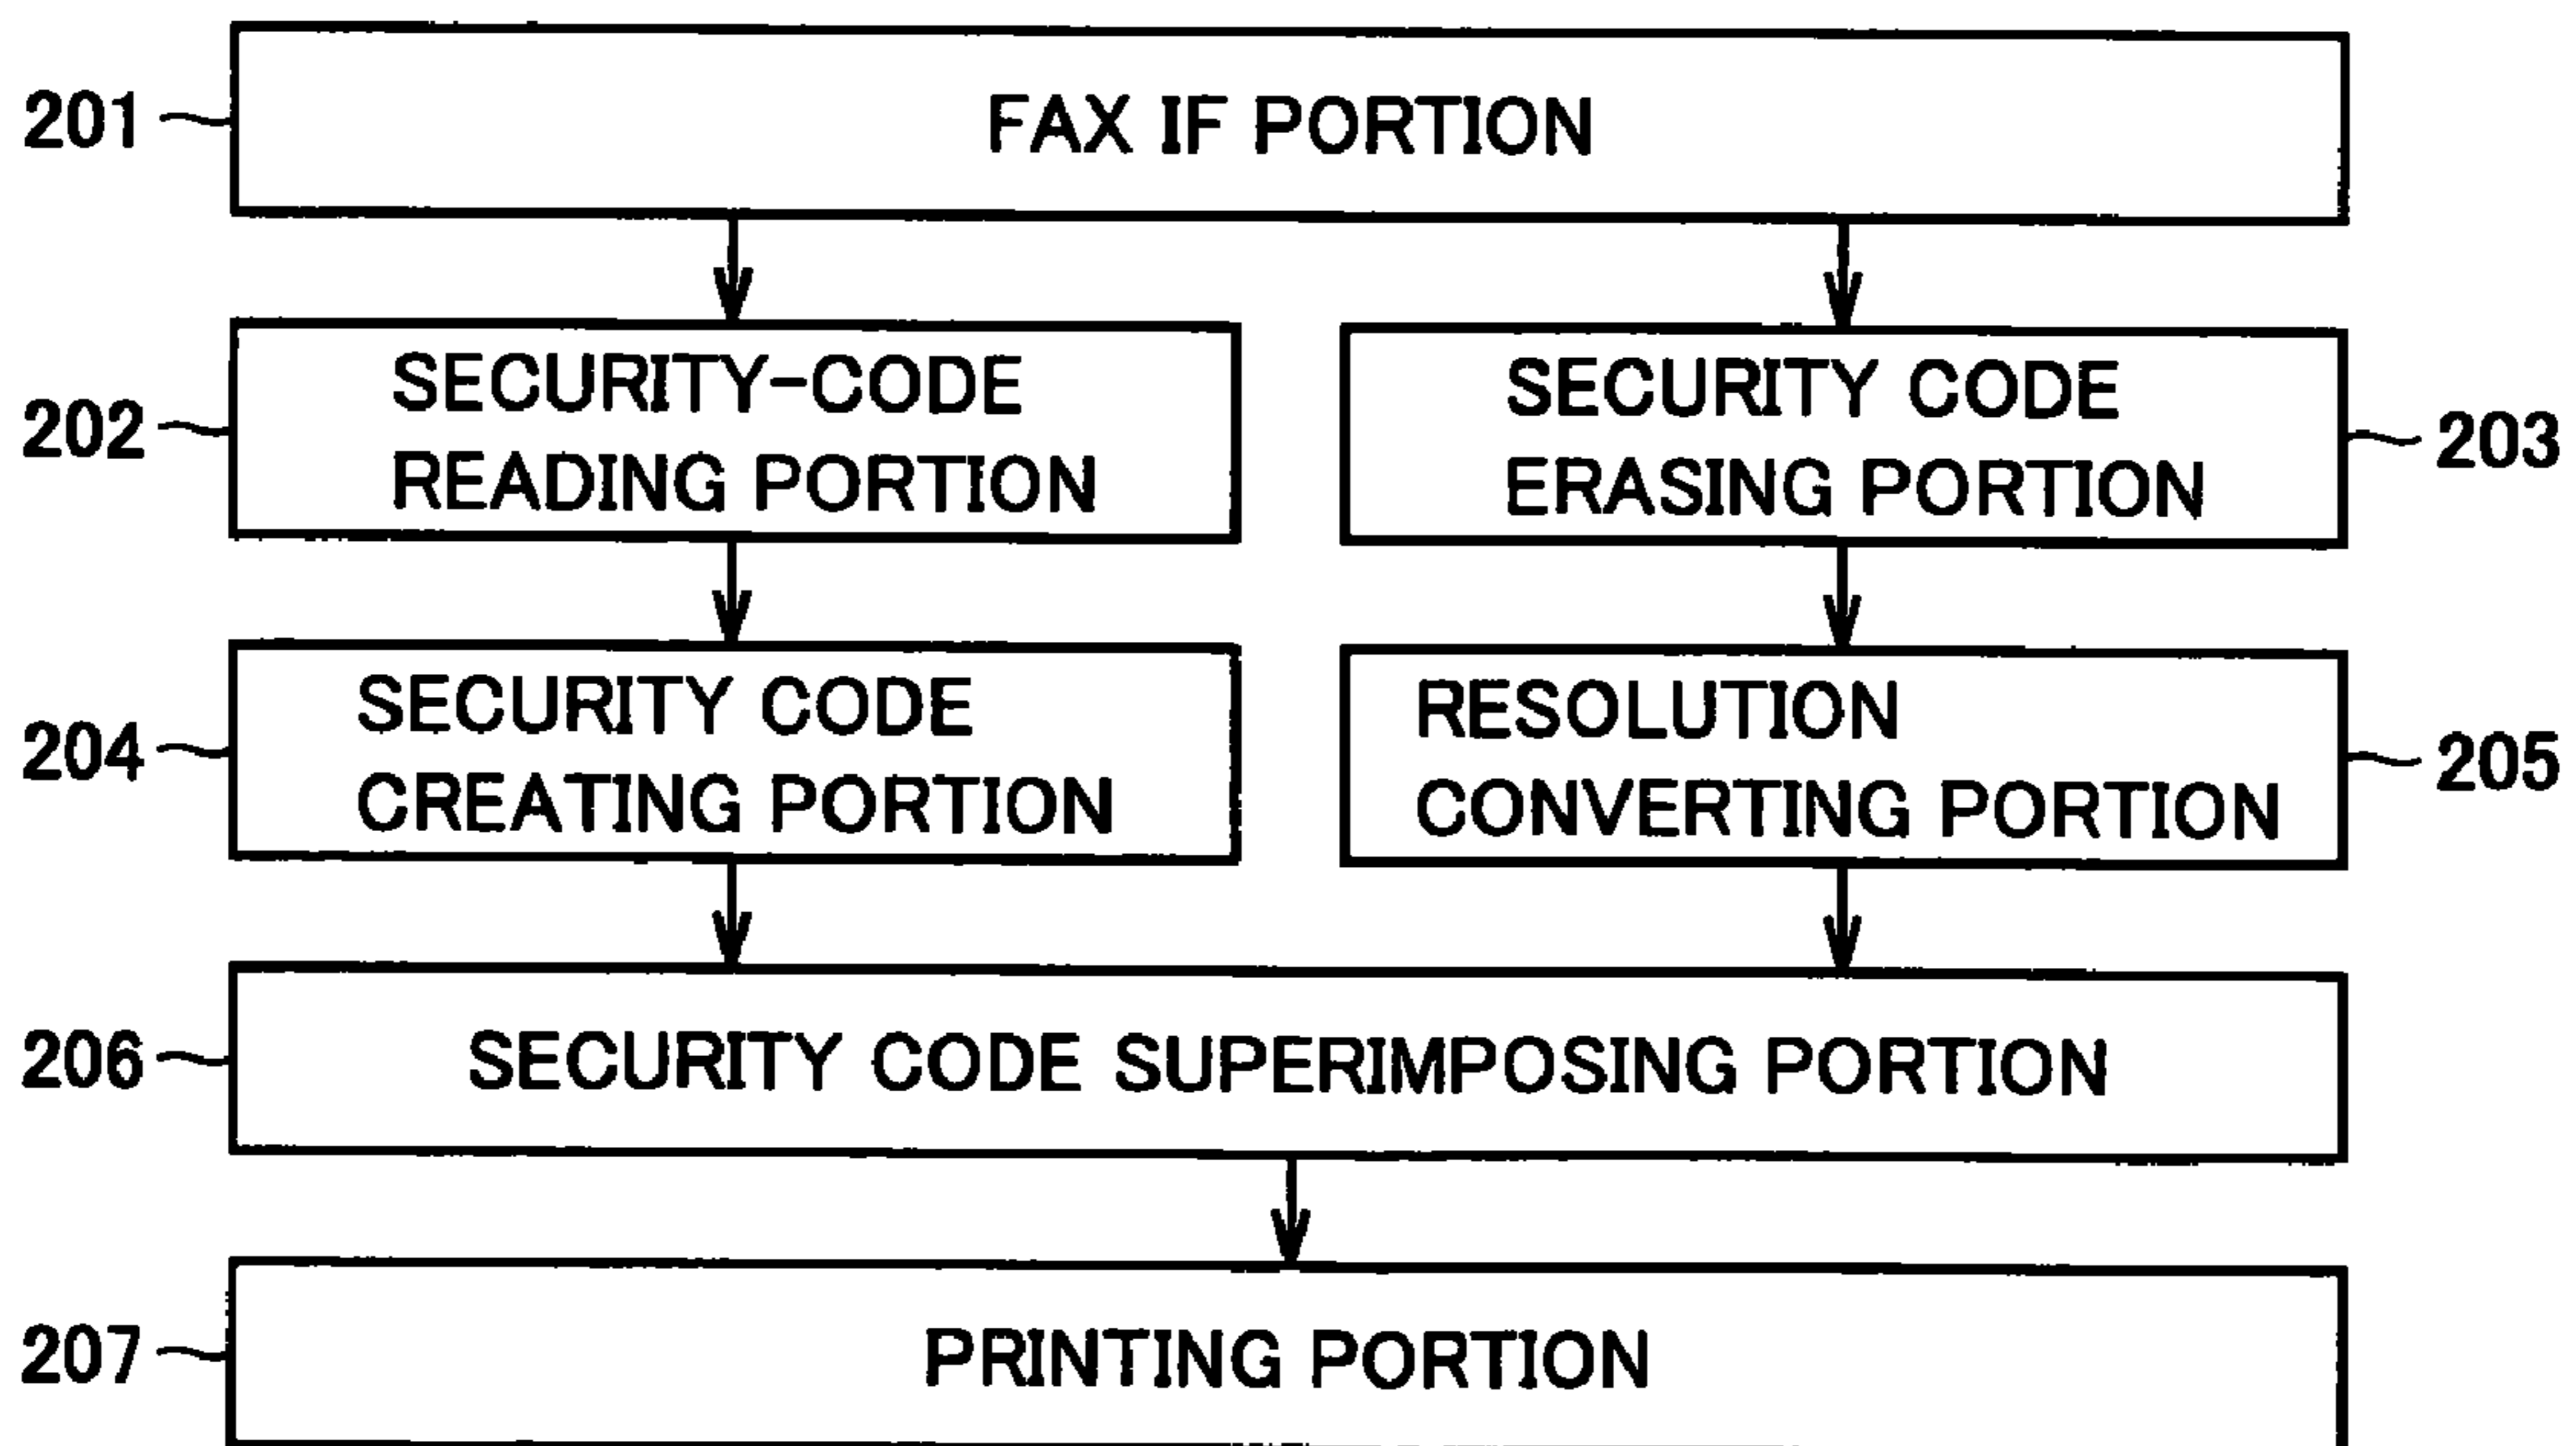 201
FAX IF PORTION
202
SECURITY-CODE
READING PORTION
SECURITY CODE
ERASING PORTION
203
204
SECURITY CODE
CREATING PORTION
RESOLUTION
CONVERTING PORTION
205
206
SECURITY CODE SUPERIMPOSING PORTION
207
PRINTING PORTION